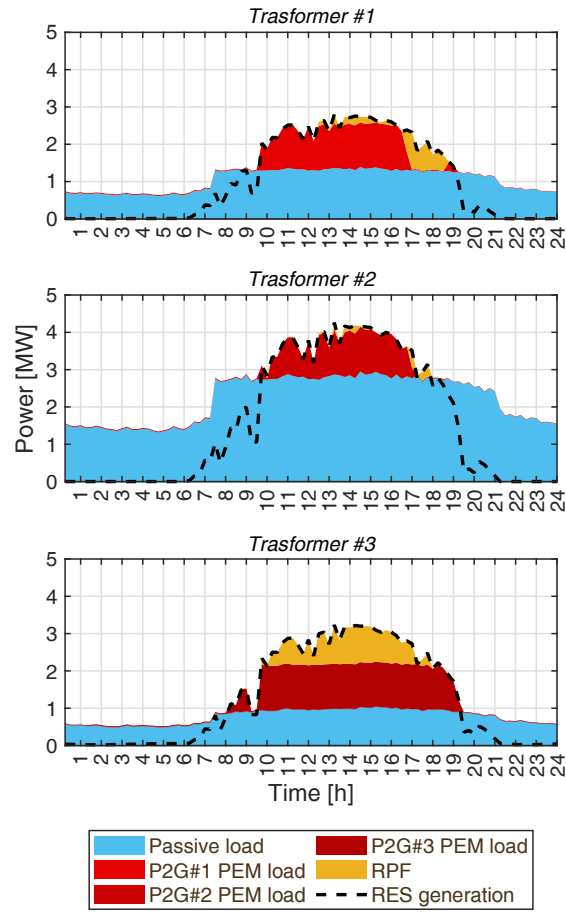 Trasformer #1
5
4
3
2
1
0
1 2 3 4 5 6 7 8 9 10 11 12 13 14 15 16 17 18 19 20 21 22 23 24
Trasformer #2
5
4
3
2
1
0
Power [MW]
1 2 3 4 5 6 7 8 9 10 11 12 13 14 15 16 17 18 19 20 21 22 23 24
Trasformer #3
5
4
3
2
1
0
1 2 3 4 5 6 7 8 9 10 11 12 13 14 15 16 17 18 19 20 21 22 23 24
Time [h]
Passive load
P2G#1 PEM load
P2G#2 PEM load
P2G#3 PEM load
RPF
RES generation